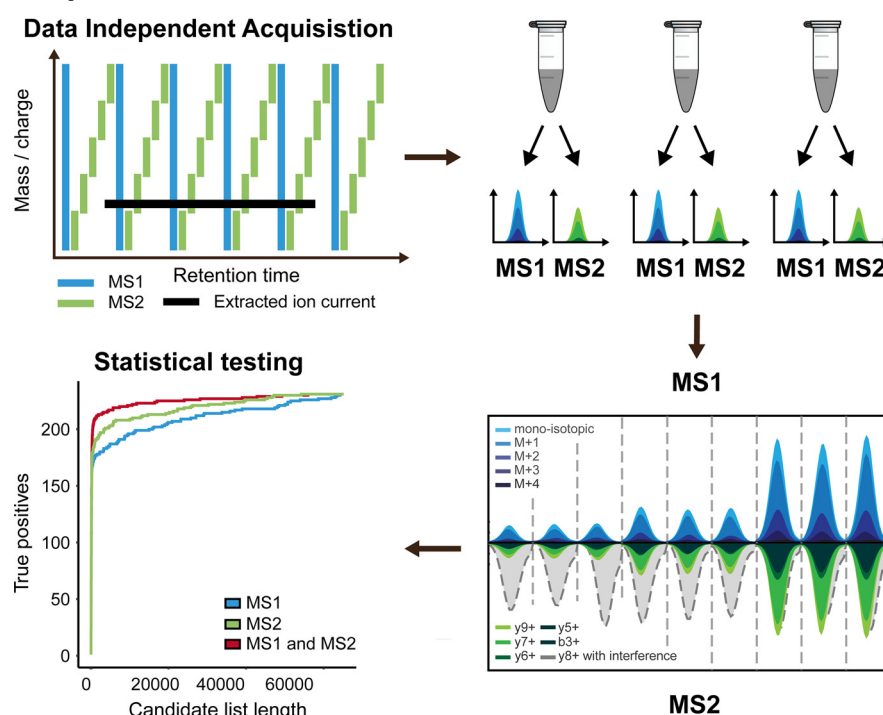 Data Independent Acquisistion
Mass / charge
Retention time
MS1
MS2
Extracted ion current
MS1 MS2 MS1 MS2 MS1 MS2
Statistical testing
True positives
200
150
100
50
0
MS1
MS2
MS1 and MS2
0 20000 40000 60000
Candidate list length
MS1
mono-isotopic
M+1
M+2
M+3
M+4
y9+ y5+
y7+ b3+
y6+ y8+ with interference
MS2